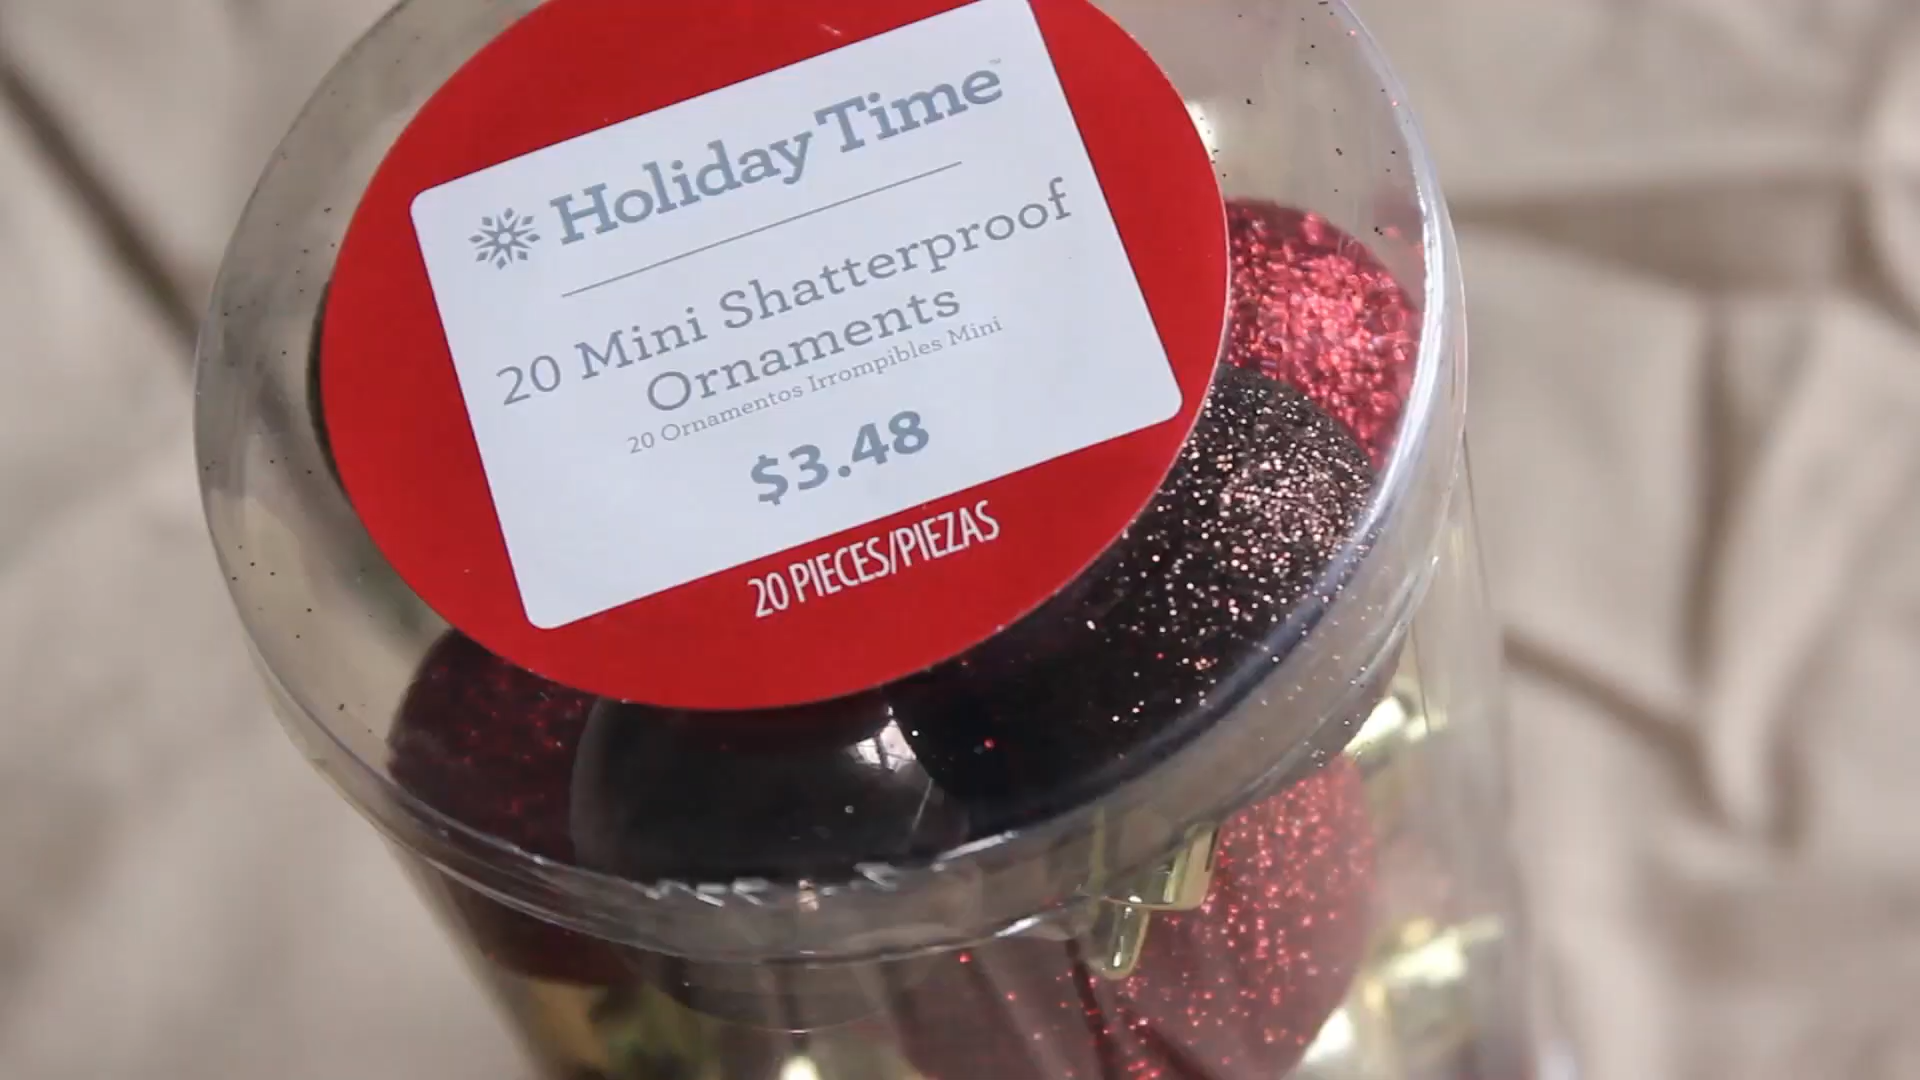 Holiday Time™
20 Mini Shatterproof
Ornaments
20 Ornamentos Irrompibles Mini
$3.48
20 PIECES/PIEZAS